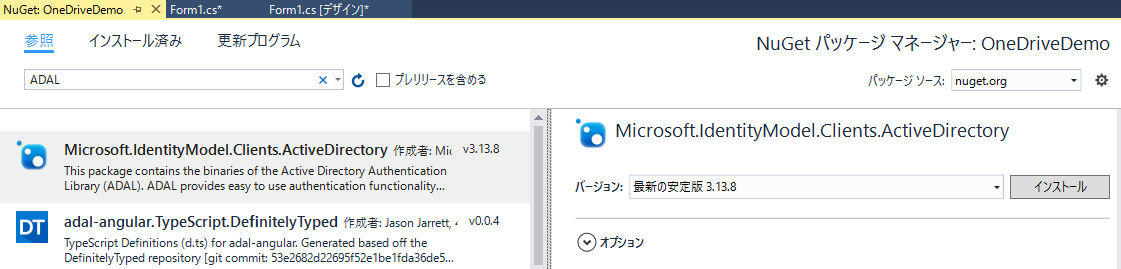 NuGet: OneDriveDemo Form1.cs* Form1.cs [デザイン]*
参照 インストール済み 更新プログラム
NuGet パッケージ マネージャー: OneDriveDemo
ADAL プレリリースを含める
パッケージ ソース: nuget.org
Microsoft.IdentityModel.Clients.ActiveDirectory 作成者: Mic v3.13.8
This package contains the binaries of the Active Directory Authentication
Library (ADAL). ADAL provides easy to use authentication functionality...
DT
adal-angular.TypeScript.DefinitelyTyped 作成者: Jason Jarrett, v0.0.4
TypeScript Definitions (d.ts) for adal-angular. Generated based off the
DefinitelyTyped repository [git commit: 53e2682d22695f52e1be1fda36de5...
Microsoft.IdentityModel.Clients.ActiveDirectory
バージョン: 最新の安定版 3.13.8 インストール
オプション